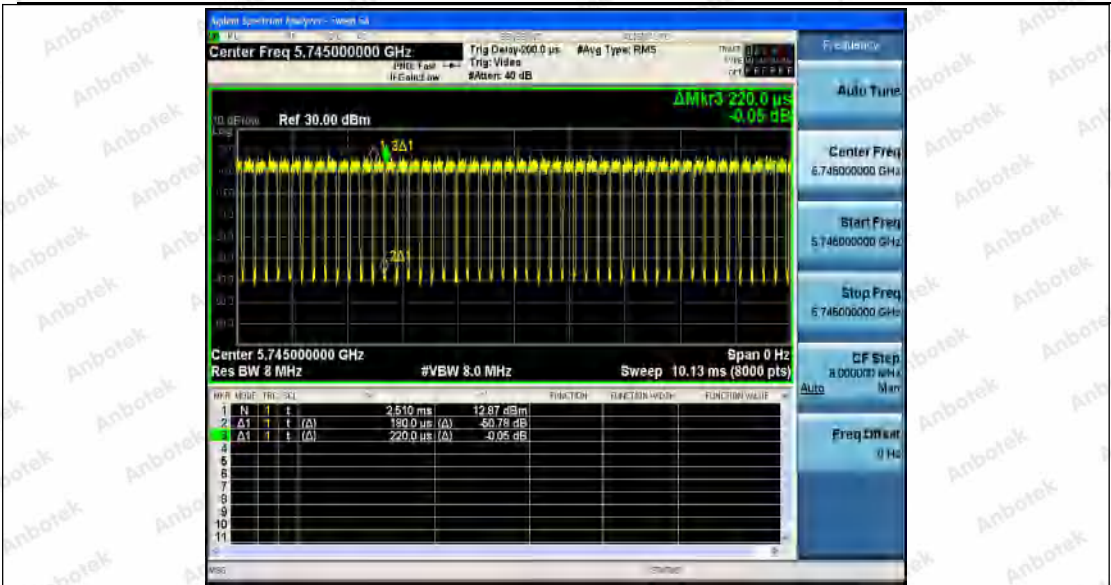 Agilent Spectrum Analyzer - Swept SA
Center Freq 5.745000000 GHz
Trig Delay-200.0 µs
#Avg Type: RMS
PNO: Fast
Trig: Video
IFGain:Low
#Atten: 40 dB
Frequency
Auto Tune
ΔMkr3 220.0 µs
-0.05 dB
10 dB/div
Ref 30.00 dBm
Log
1
3Δ1
2Δ1
Center Freq
5.745000000 GHz
Start Freq
5.745000000 GHz
Stop Freq
5.745000000 GHz
Center 5.745000000 GHz
Span 0 Hz
Res BW 8 MHz
#VBW 8.0 MHz
Sweep 10.13 ms (8000 pts)
CF Step
8.000000 MHz
Auto
Man
Freq Offset
0 Hz
MKR MODE TRC SCL X Y FUNCTION FUNCTION WIDTH FUNCTION VALUE
1 N 1 t 2.510 ms 12.87 dBm
2 Δ1 1 t (Δ) 180.0 us (Δ) -50.78 dB
3 Δ1 1 t (Δ) 220.0 us (Δ) -0.05 dB
4
5
6
7
8
9
10
11
MSG
STATUS
Anbotek